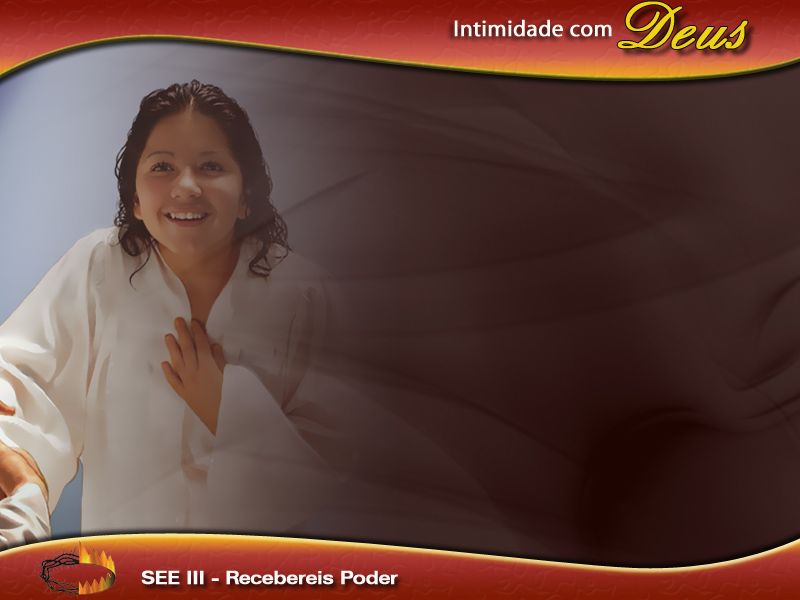 Intimidade com Deus
SEE III - Recebereis Poder